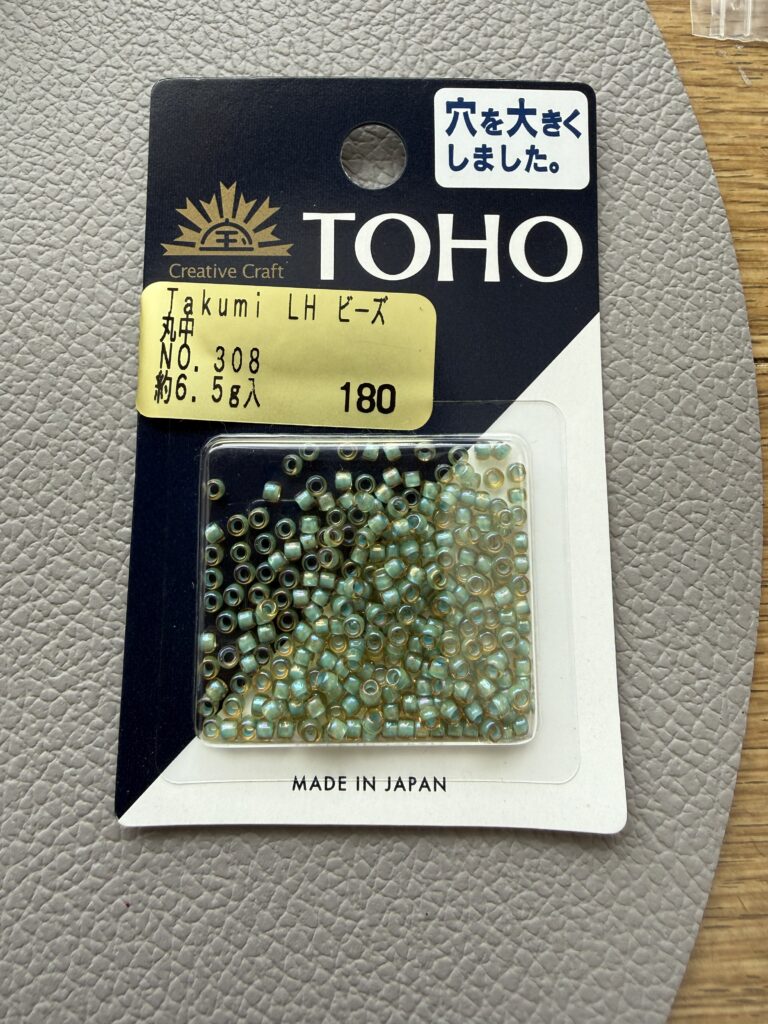 穴を大きく
しました。
TOHO
Creative Craft
Takumi LH ビーズ
丸中
NO. 308
約6.5g入 180
MADE IN JAPAN